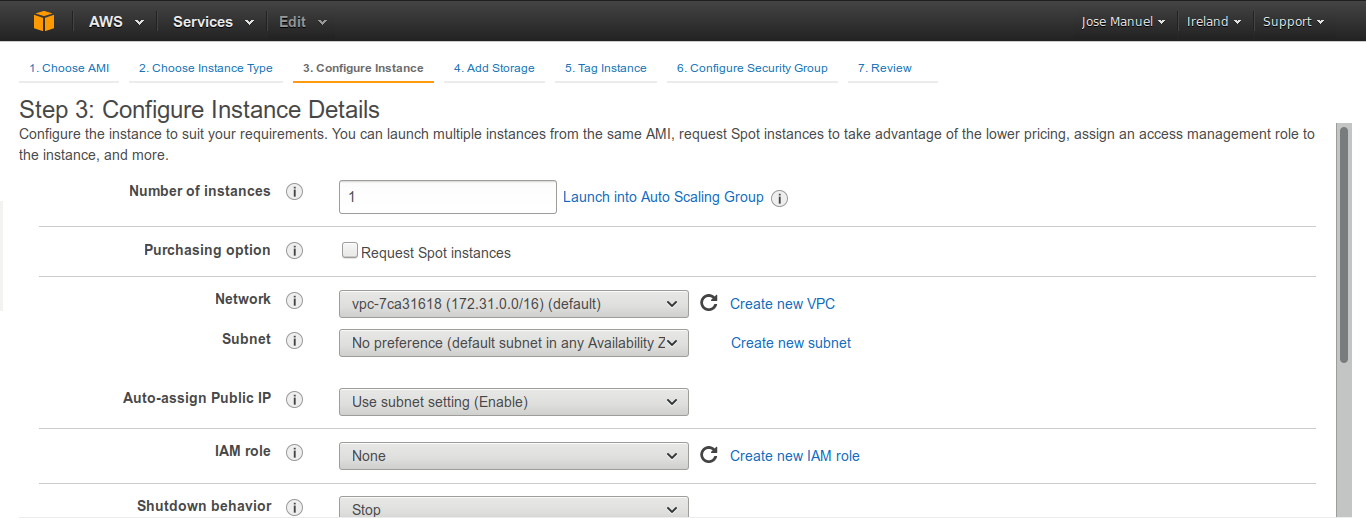 AWS Services Edit Jose Manuel Ireland Support
1. Choose AMI 2. Choose Instance Type 3. Configure Instance 4. Add Storage 5. Tag Instance 6. Configure Security Group 7. Review
Step 3: Configure Instance Details
Configure the instance to suit your requirements. You can launch multiple instances from the same AMI, request Spot instances to take advantage of the lower pricing, assign an access management role to
the instance, and more.
Number of instances i 1 Launch into Auto Scaling Group i
Purchasing option i Request Spot instances
Network i vpc-7ca31618 (172.31.0.0/16) (default) Create new VPC
Subnet i No preference (default subnet in any Availability Z Create new subnet
Auto-assign Public IP i Use subnet setting (Enable)
IAM role i None Create new IAM role
Shutdown behavior i Stop